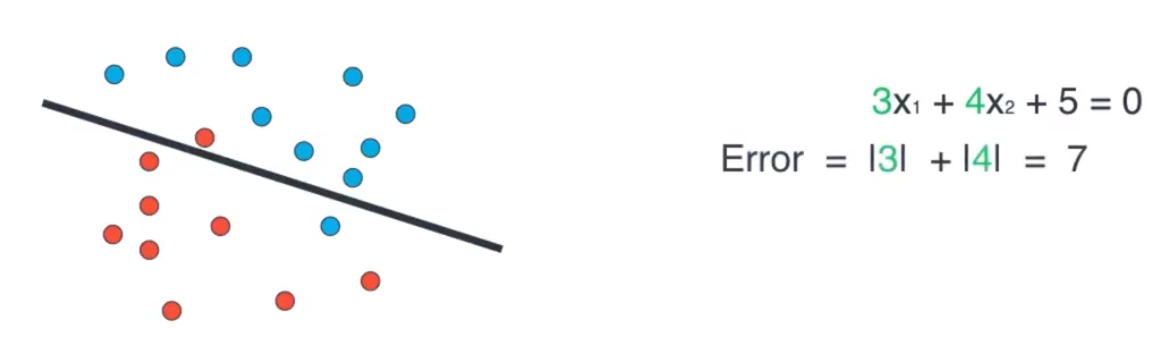 3x₁ + 4x₂ + 5 = 0
Error = |3| + |4| = 7